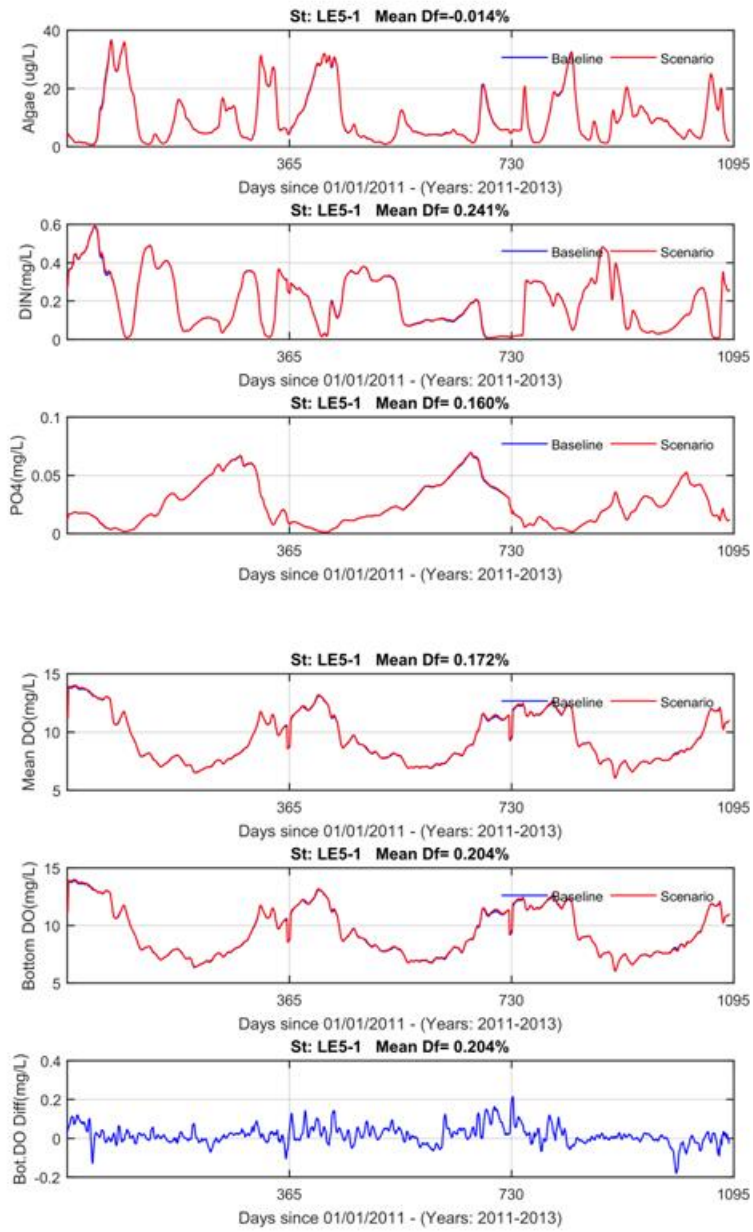 St: LE5-1 Mean Df=-0.014%
Algae (ug/L)
40
20
0
Baseline
Scenario
365
730
1095
Days since 01/01/2011 - (Years: 2011-2013)
St: LE5-1 Mean Df= 0.241%
DIN(mg/L)
0.6
0.4
0.2
0
Baseline
Scenario
365
730
1095
Days since 01/01/2011 - (Years: 2011-2013)
St: LE5-1 Mean Df= 0.160%
PO4(mg/L)
0.1
0.05
0
Baseline
Scenario
365
730
1095
Days since 01/01/2011 - (Years: 2011-2013)
St: LE5-1 Mean Df= 0.172%
Mean DO(mg/L)
15
10
5
Baseline
Scenario
365
730
1095
Days since 01/01/2011 - (Years: 2011-2013)
St: LE5-1 Mean Df= 0.204%
Bottom DO(mg/L)
15
10
5
Baseline
Scenario
365
730
1095
Days since 01/01/2011 - (Years: 2011-2013)
St: LE5-1 Mean Df= 0.204%
Bot.DO Diff(mg/L)
0.4
0.2
0
-0.2
365
730
1095
Days since 01/01/2011 - (Years: 2011-2013)